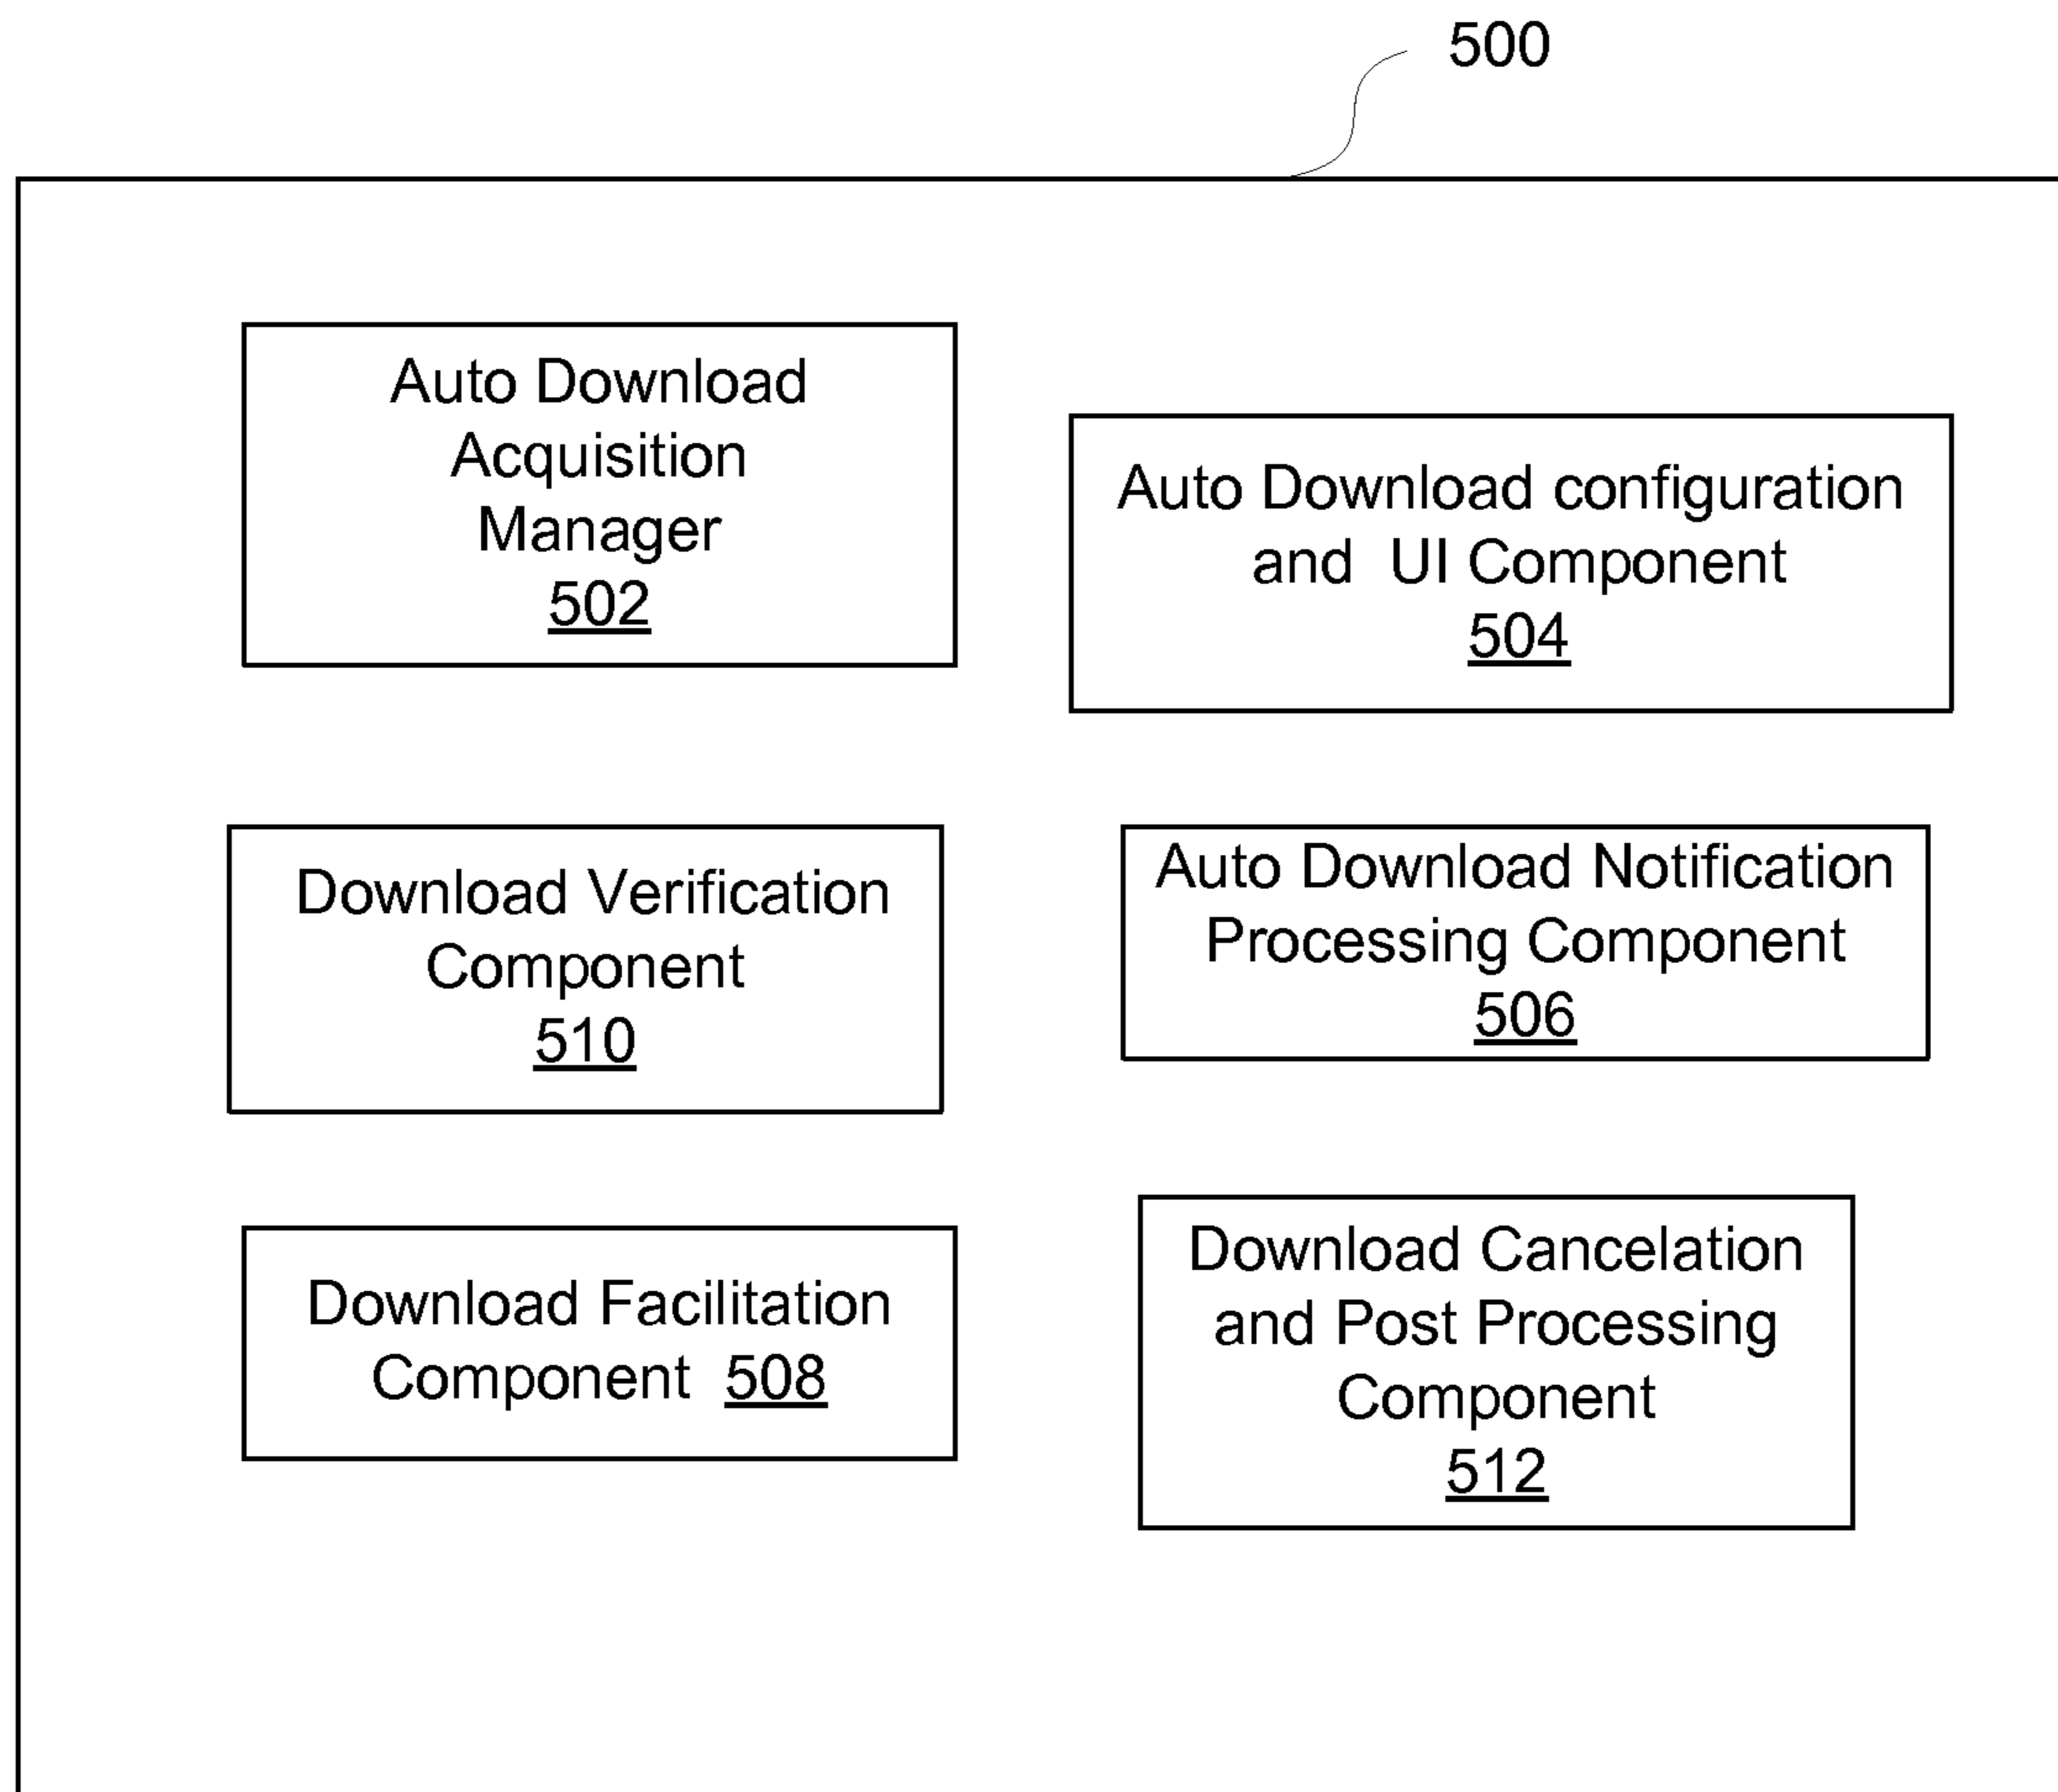 500
Auto Download
Acquisition
Manager
502
Auto Download configuration
and UI Component
504
Download Verification
Component
510
Auto Download Notification
Processing Component
506
Download Facilitation
Component 508
Download Cancelation
and Post Processing
Component
512